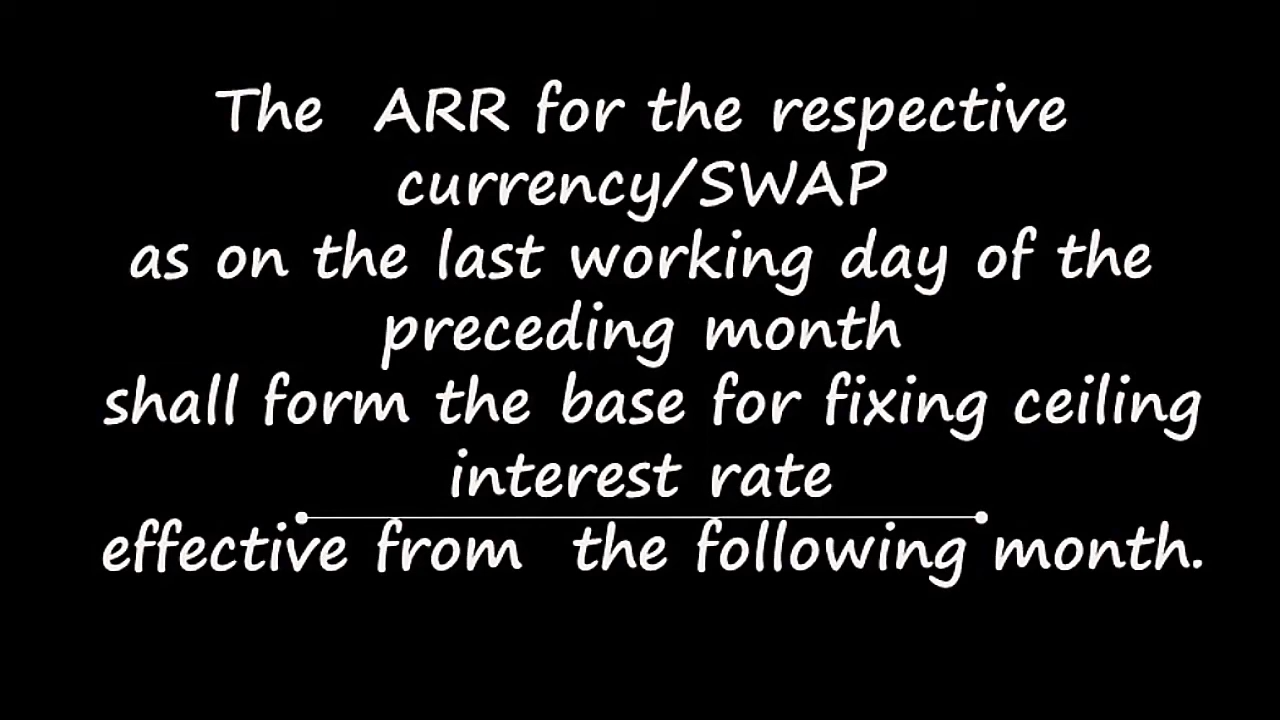 The ARR for the respective
currency/SWAP
as on the last working day of the
preceding month
shall form the base for fixing ceiling
interest rate
effective from the following month.